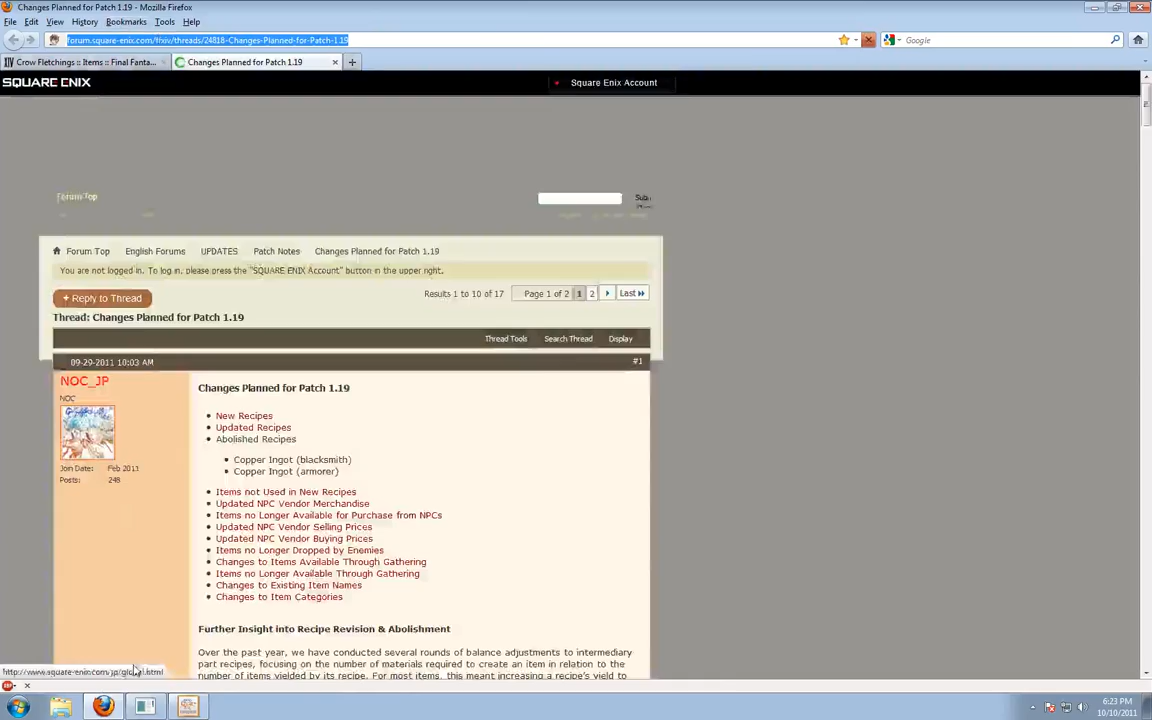 Changes Planned for Patch 1.19 - Mozilla Firefox
File Edit View History Bookmarks Tools Help
forum.square-enix.com/ffxiv/threads/24818-Changes-Planned-for-Patch-1.19
Google
Crow Fletchings :: Items :: Final Fanta...
Changes Planned for Patch 1.19
SQUARE ENIX
Square Enix Account
Forum Top
Forum Top English Forums UPDATES Patch Notes Changes Planned for Patch 1.19
You are not logged-in. To log in, please press the "SQUARE ENIX Account" button in the upper right.
+ Reply to Thread
Results 1 to 10 of 17
Page 1 of 2 1 2 Last
Thread: Changes Planned for Patch 1.19
Thread Tools Search Thread Display
09-29-2011 10:03 AM #1
NOC_JP
NOC
Join Date: Feb 2011
Posts: 248
Changes Planned for Patch 1.19
• New Recipes
• Updated Recipes
• Abolished Recipes
• Copper Ingot (blacksmith)
• Copper Ingot (armorer)
• Items not Used in New Recipes
• Updated NPC Vendor Merchandise
• Items no Longer Available for Purchase from NPCs
• Updated NPC Vendor Selling Prices
• Updated NPC Vendor Buying Prices
• Items no Longer Dropped by Enemies
• Changes to Items Available Through Gathering
• Items no Longer Available Through Gathering
• Changes to Existing Item Names
• Changes to Item Categories
Further Insight into Recipe Revision & Abolishment
Over the past year, we have conducted several rounds of balance adjustments to intermediary
part recipes, focusing on the number of materials required to create an item in relation to the
number of items yielded by its recipe. For most items, this meant increasing a recipe's yield to
http://www.square-enix.com/jp/global.html
6:23 PM
10/10/2011